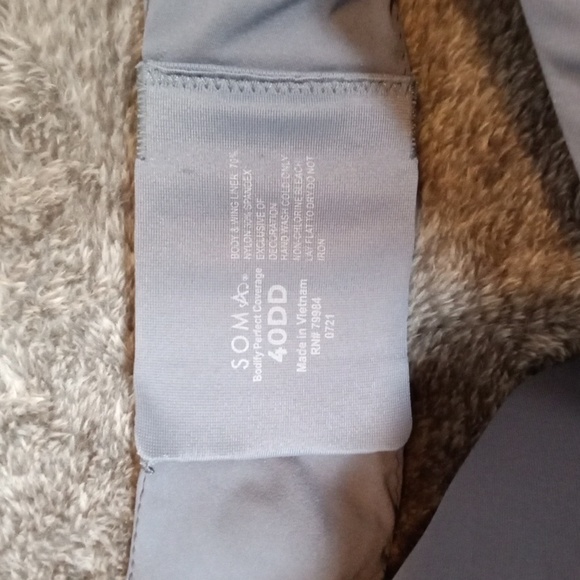 SOMA®
Bodify Perfect Coverage
40DD
Made in Vietnam
RN# 79984
0721
BODY & WING LINER: 70%
NYLON 30% SPANDEX
EXCLUSIVE OF
DECORATION
HAND WASH COLD ONLY
NON-CHLORINE BLEACH
LAY FLAT TO DRY DO NOT
IRON